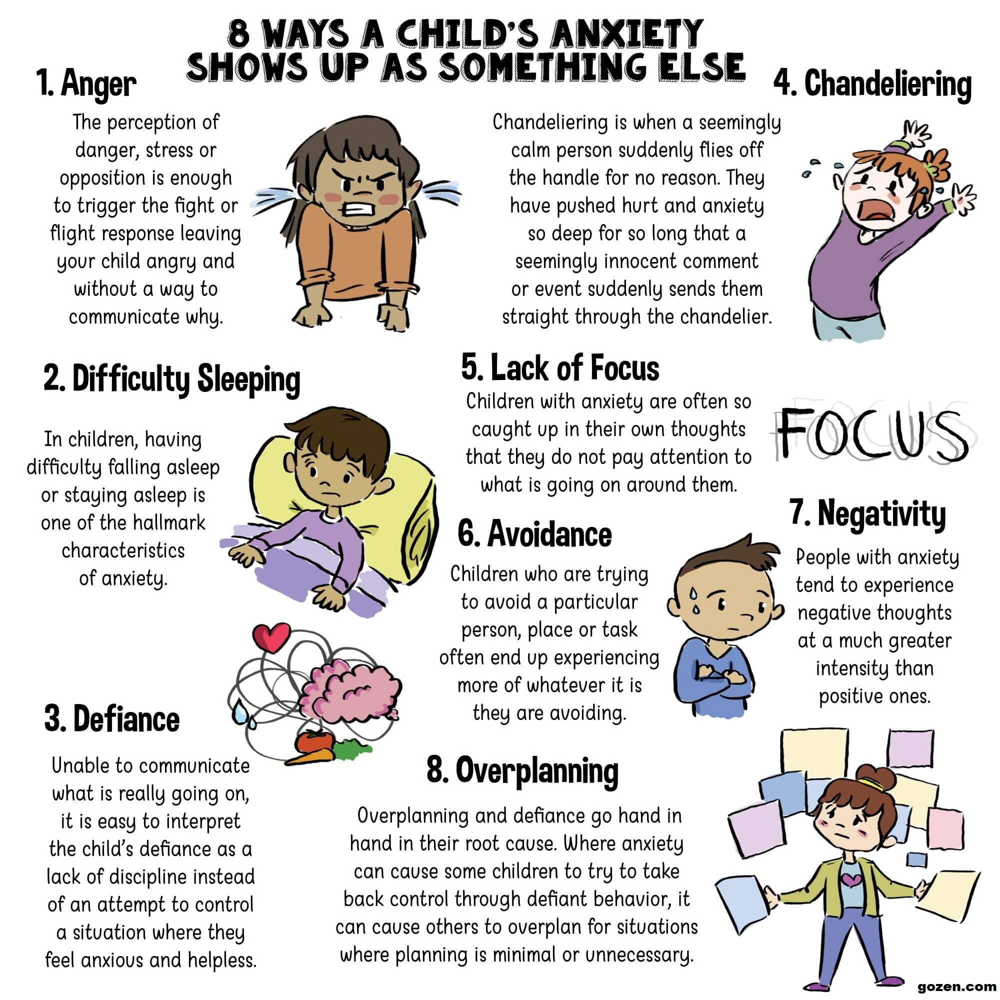 8 WAYS A CHILD'S ANXIETY
SHOWS UP AS SOMETHING ELSE
1. Anger
The perception of
danger, stress or
opposition is enough
to trigger the fight or
flight response leaving
your child angry and
without a way to
communicate why.
2. Difficulty Sleeping
In children, having
difficulty falling asleep
or staying asleep is
one of the hallmark
characteristics
of anxiety.
3. Defiance
Unable to communicate
what is really going on,
it is easy to interpret
the child's defiance as a
lack of discipline instead
of an attempt to control
a situation where they
feel anxious and helpless.
4. Chandeliering
Chandeliering is when a seemingly
calm person suddenly flies off
the handle for no reason. They
have pushed hurt and anxiety
so deep for so long that a
seemingly innocent comment
or event suddenly sends them
straight through the chandelier.
5. Lack of Focus
Children with anxiety are often so
caught up in their own thoughts
that they do not pay attention to
what is going on around them.
FOCUS
6. Avoidance
Children who are trying
to avoid a particular
person, place or task
often end up experiencing
more of whatever it is
they are avoiding.
7. Negativity
People with anxiety
tend to experience
negative thoughts
at a much greater
intensity than
positive ones.
8. Overplanning
Overplanning and defiance go hand in
hand in their root cause. Where anxiety
can cause some children to try to take
back control through defiant behavior, it
can cause others to overplan for situations
where planning is minimal or unnecessary.
gozen.com